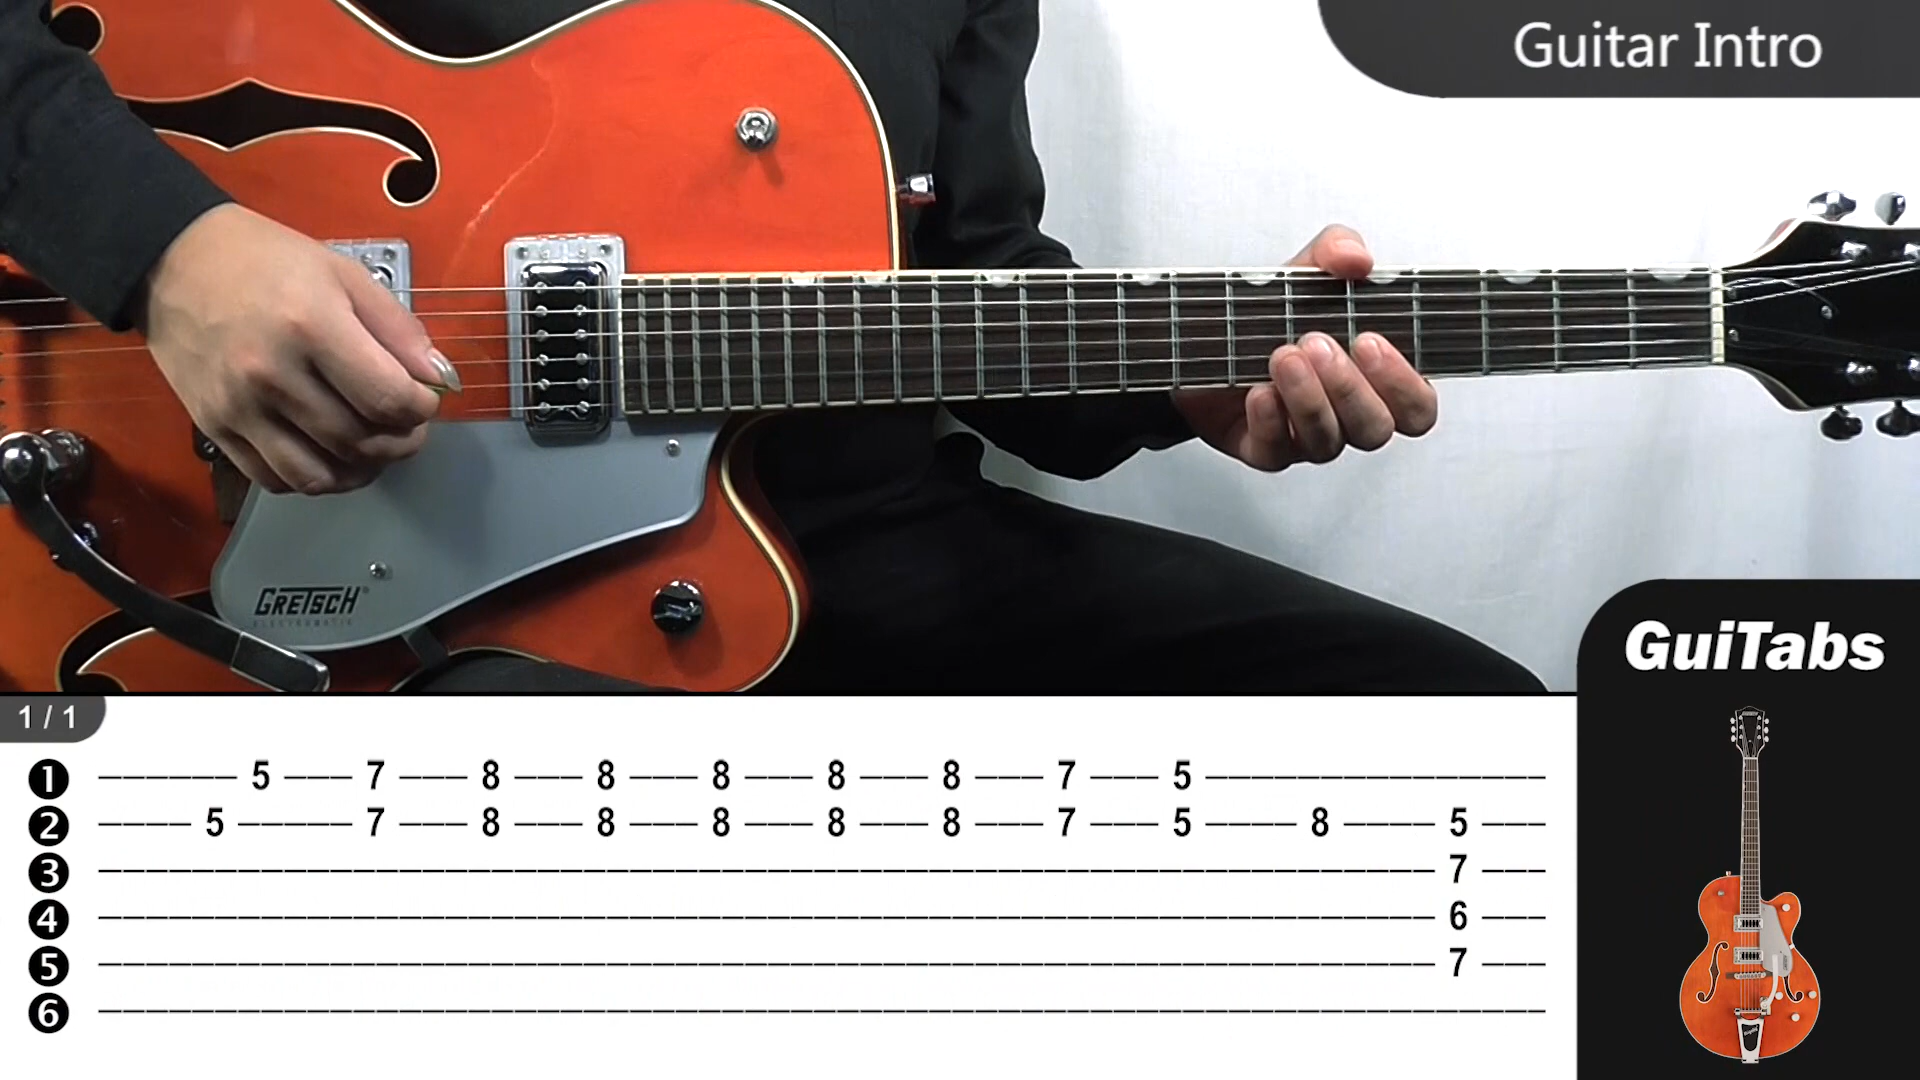 Guitar Intro
GRETSCH
ELECTROMATIC
GuiTabs
1 / 1
1 5 7 8 8 8 8 8 7 5
2 5 7 8 8 8 8 8 7 5 8 5
3 7
4 6
5 7
6